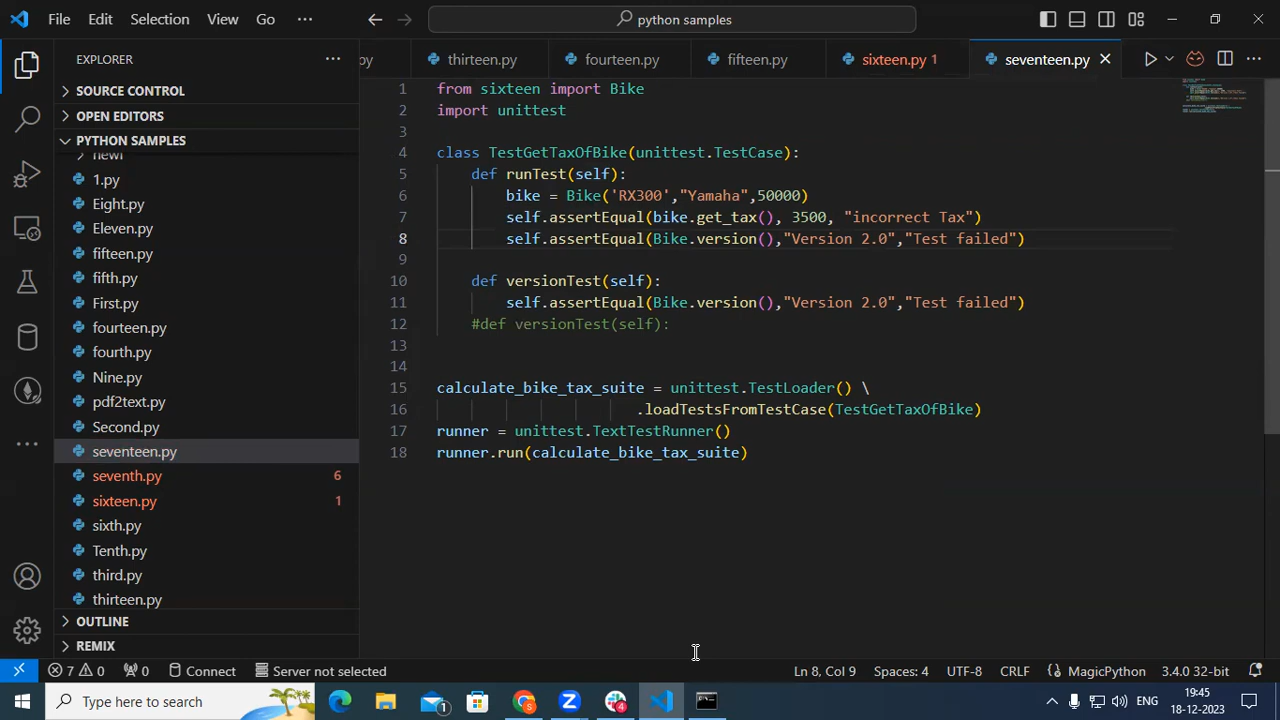 File Edit Selection View Go ··· python samples
EXPLORER ···
SOURCE CONTROL
OPEN EDITORS
PYTHON SAMPLES
1.py
Eight.py
Eleven.py
fifteen.py
fifth.py
First.py
fourteen.py
fourth.py
Nine.py
pdf2text.py
Second.py
seventeen.py
seventh.py 6
sixteen.py 1
sixth.py
Tenth.py
third.py
thirteen.py
OUTLINE
REMIX
py thirteen.py fourteen.py fifteen.py sixteen.py 1 seventeen.py
1 from sixteen import Bike
2 import unittest
3
4 class TestGetTaxOfBike(unittest.TestCase):
5 def runTest(self):
6 bike = Bike('RX300',"Yamaha",50000)
7 self.assertEqual(bike.get_tax(), 3500, "incorrect Tax")
8 self.assertEqual(Bike.version(),"Version 2.0","Test failed")
9
10 def versionTest(self):
11 self.assertEqual(Bike.version(),"Version 2.0","Test failed")
12 #def versionTest(self):
13
14
15 calculate_bike_tax_suite = unittest.TestLoader() \
16 .loadTestsFromTestCase(TestGetTaxOfBike)
17 runner = unittest.TextTestRunner()
18 runner.run(calculate_bike_tax_suite)
7 0 0 Connect Server not selected Ln 8, Col 9 Spaces: 4 UTF-8 CRLF MagicPython 3.4.0 32-bit
Type here to search 1 S 4 ENG 19:45
18-12-2023